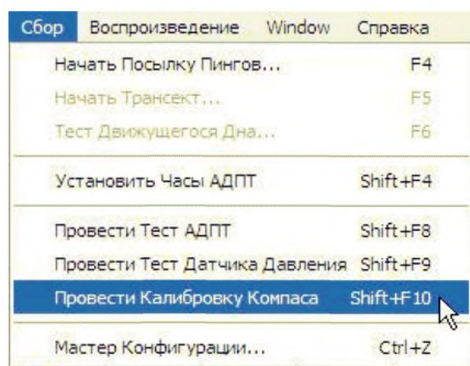 Сбор Воспроизведение Window Справка
Начать Посылку Пингов... F4
Начать Трансект... F5
Тест Движущегося Дна... F6
Установить Часы АДПТ Shift+F4
Провести Тест АДПТ Shift+F8
Провести Тест Датчика Давления Shift+F9
Провести Калибровку Компаса Shift+F10
Мастер Конфигурации... Ctrl+Z